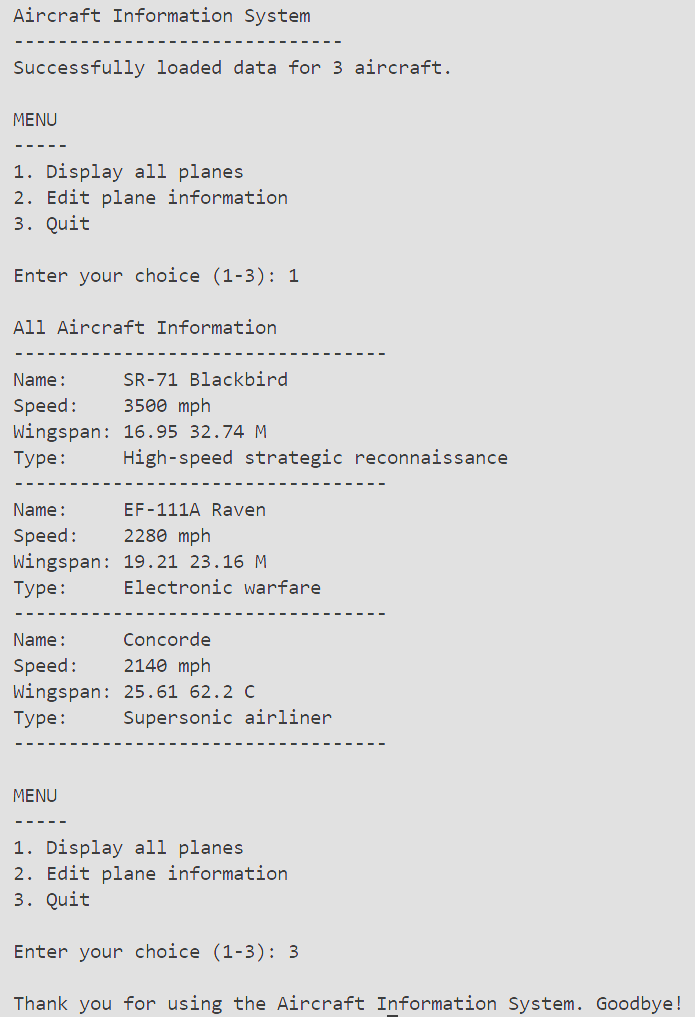 Aircraft Information System
------------------------------
Successfully loaded data for 3 aircraft.
MENU
-----
1. Display all planes
2. Edit plane information
3. Quit
Enter your choice (1-3): 1
All Aircraft Information
----------------------------------
Name:     SR-71 Blackbird
Speed:    3500 mph
Wingspan: 16.95 32.74 M
Type:     High-speed strategic reconnaissance
----------------------------------
Name:     EF-111A Raven
Speed:    2280 mph
Wingspan: 19.21 23.16 M
Type:     Electronic warfare
----------------------------------
Name:     Concorde
Speed:    2140 mph
Wingspan: 25.61 62.2 C
Type:     Supersonic airliner
----------------------------------
MENU
-----
1. Display all planes
2. Edit plane information
3. Quit
Enter your choice (1-3): 3
Thank you for using the Aircraft Information System. Goodbye!